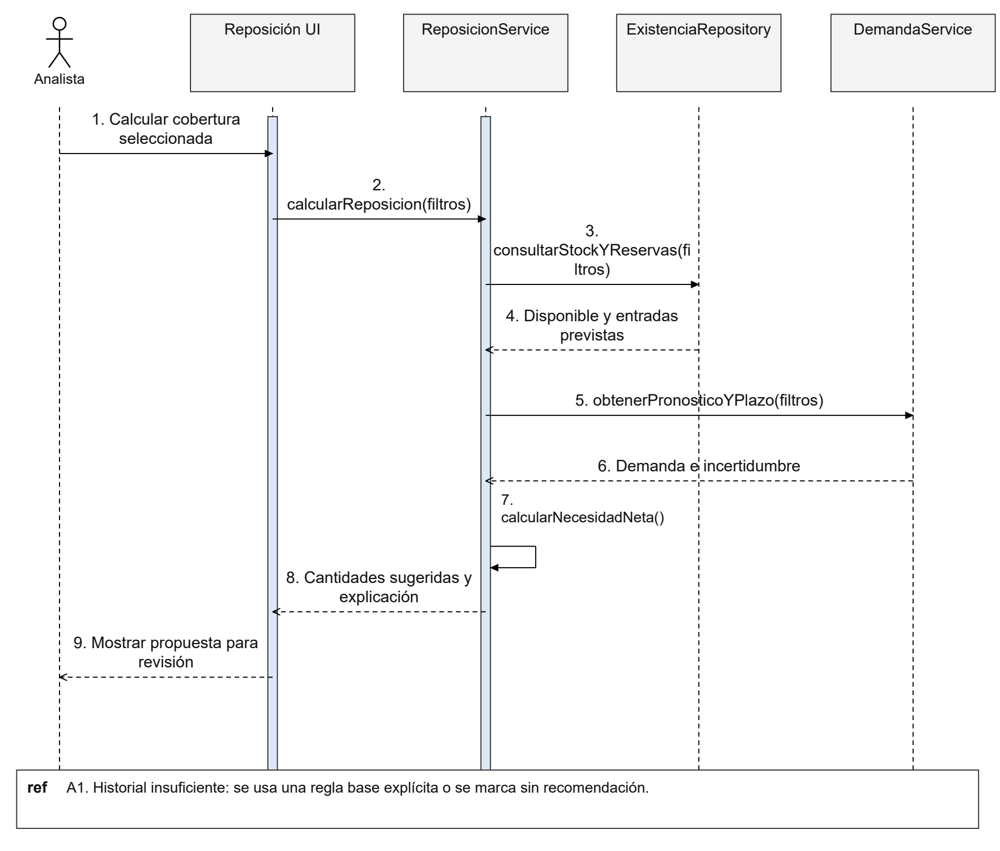 Analista
Reposición UI
ReposicionService
ExistenciaRepository
DemandaService
1. Calcular cobertura
seleccionada
2.
calcularReposicion(filtros)
3.
consultarStockYReservas(fi
ltros)
4. Disponible y entradas
previstas
5. obtenerPronosticoYPlazo(filtros)
6. Demanda e incertidumbre
7.
calcularNecesidadNeta()
8. Cantidades sugeridas y
explicación
9. Mostrar propuesta para
revisión
ref A1. Historial insuficiente: se usa una regla base explícita o se marca sin recomendación.